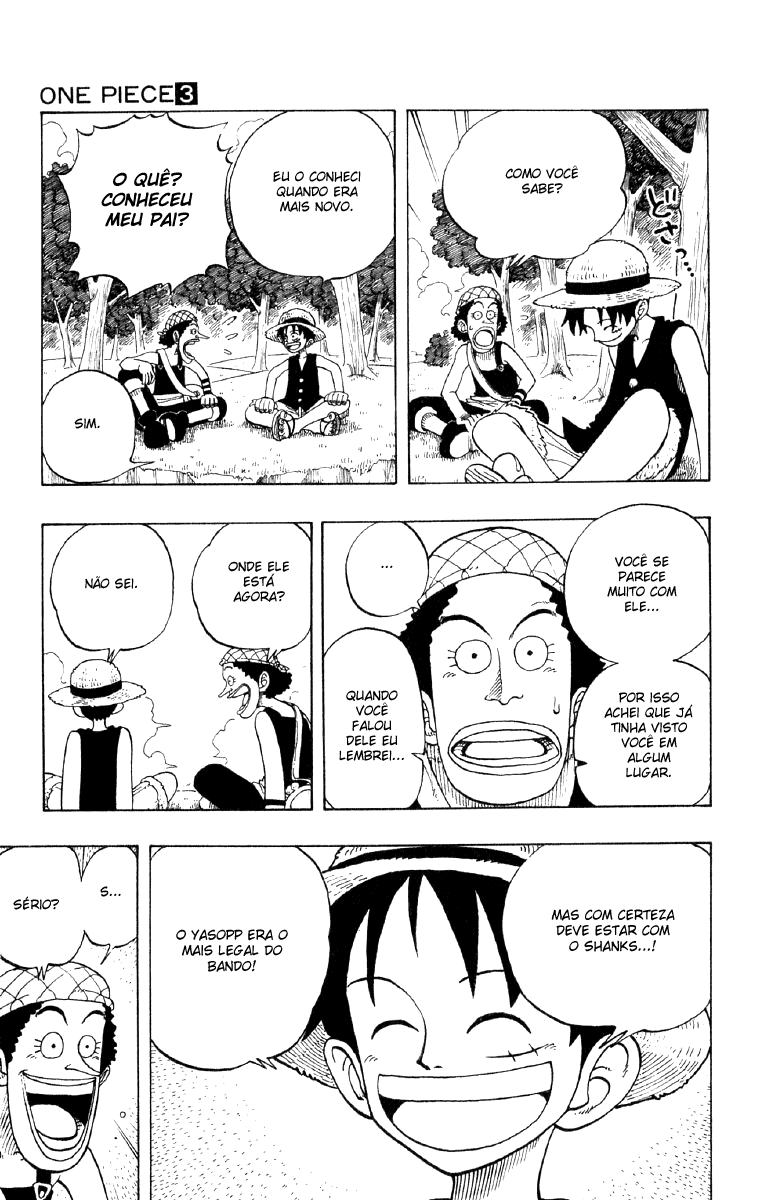 ONE PIECE 3
COMO VOCÊ
SABE?
どさっ…
EU O CONHECI
QUANDO ERA
MAIS NOVO.
O QUÊ?
CONHECEU
MEU PAI?
SIM.
VOCÊ SE
PARECE
MUITO COM
ELE...
POR ISSO
ACHEI QUE JÁ
TINHA VISTO
VOCÊ EM
ALGUM
LUGAR.
...
QUANDO
VOCÊ
FALOU
DELE EU
LEMBREI...
ONDE ELE
ESTÁ
AGORA?
NÃO SEI.
MAS COM CERTEZA
DEVE ESTAR COM
O SHANKS...!
O YASOPP ERA O
MAIS LEGAL DO
BANDO!
S...
SÉRIO?